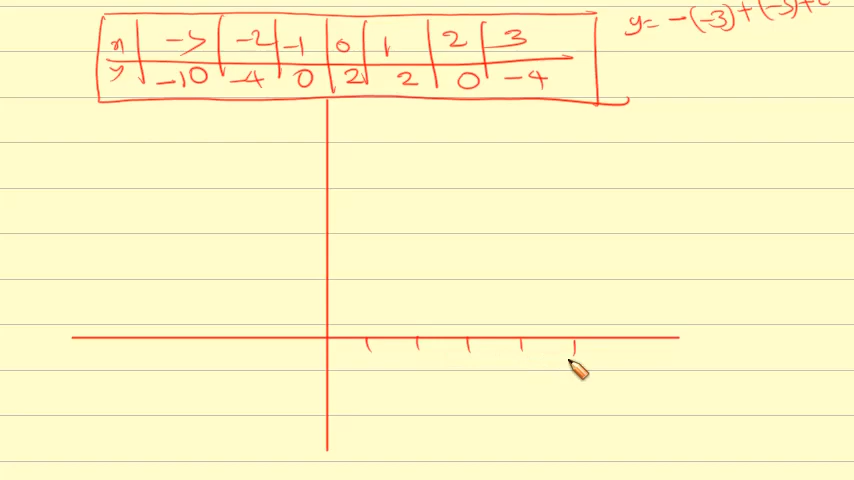 y = -(-3) + (-3) +
x | -3 | -2 | -1 | 0 | 1 | 2 | 3
y | -10 | -4 | 0 | 2 | 2 | 0 | -4